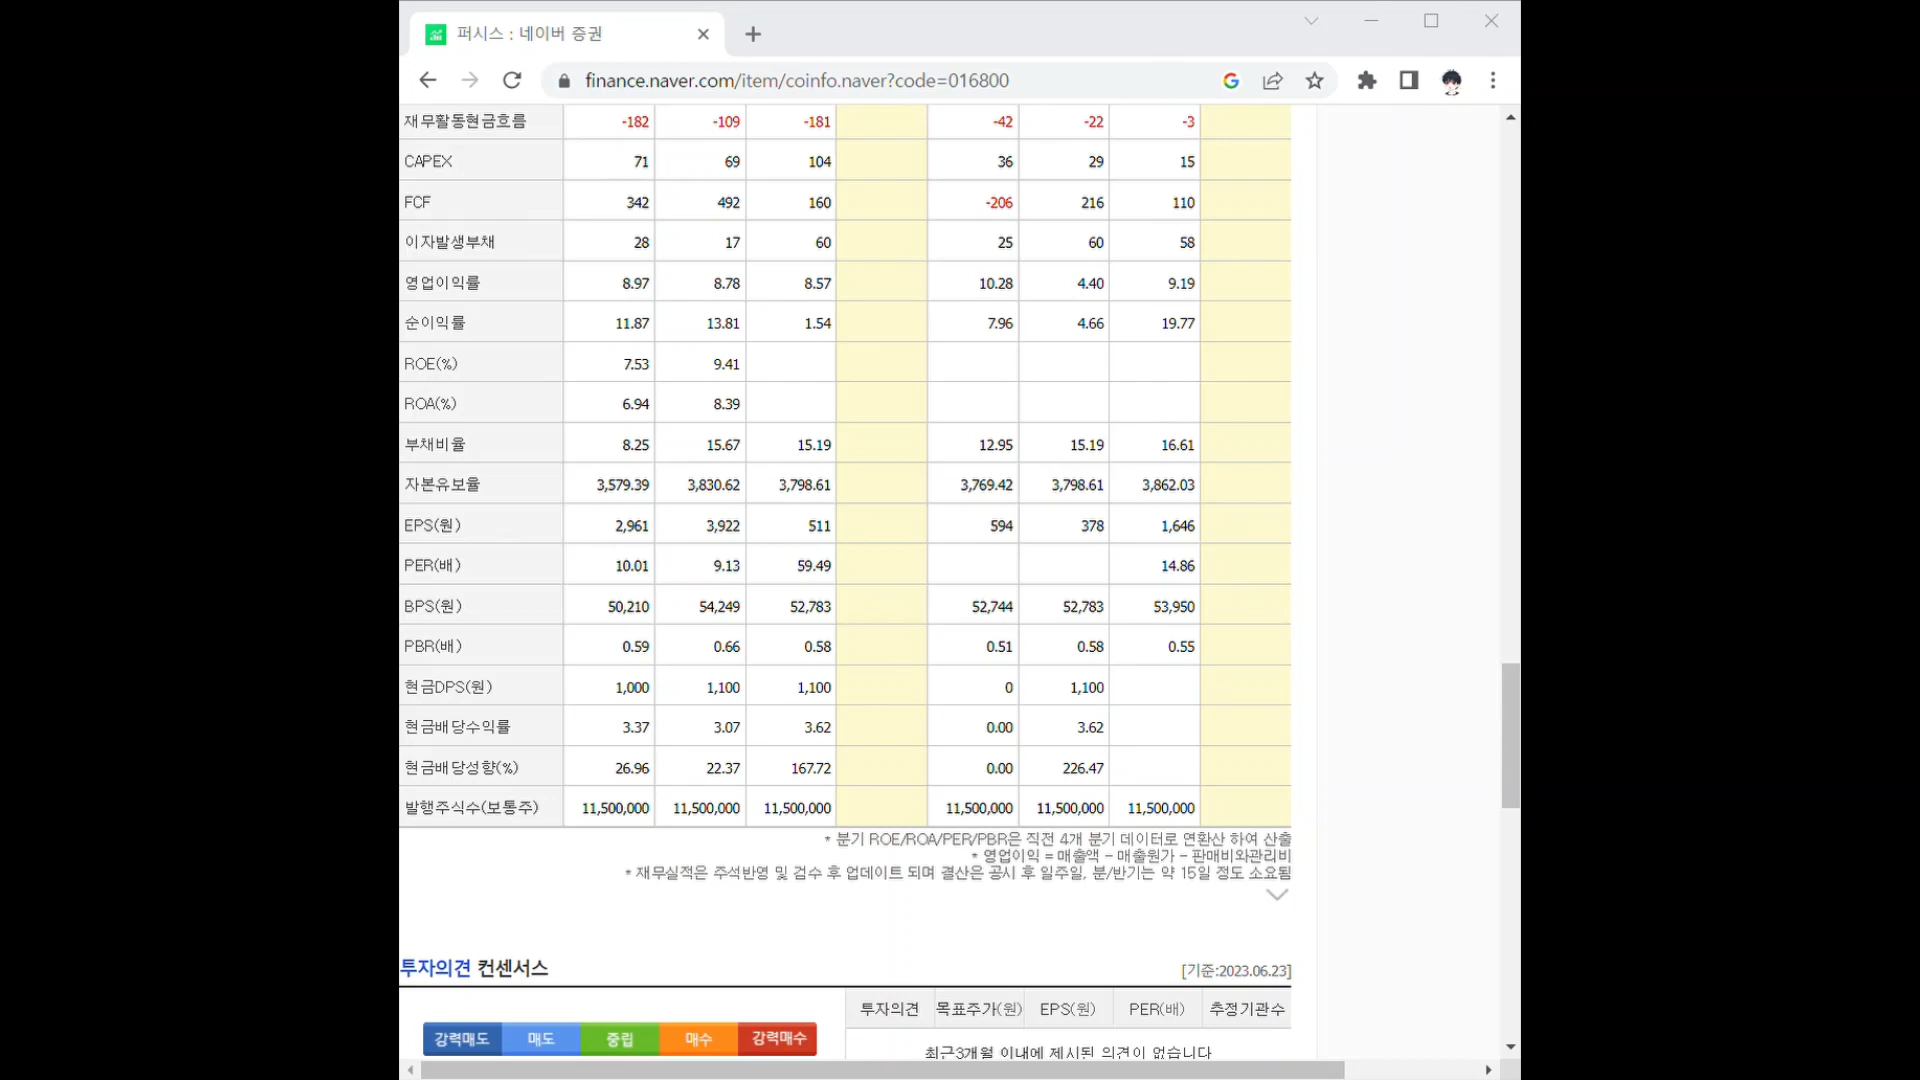 퍼시스 : 네이버 증권
finance.naver.com/item/coinfo.naver?code=016800
재무활동현금흐름 -182 -109 -181 -42 -22 -3
CAPEX 71 69 104 36 29 15
FCF 342 492 160 -206 216 110
이자발생부채 28 17 60 25 60 58
영업이익률 8.97 8.78 8.57 10.28 4.40 9.19
순이익률 11.87 13.81 1.54 7.96 4.66 19.77
ROE(%) 7.53 9.41
ROA(%) 6.94 8.39
부채비율 8.25 15.67 15.19 12.95 15.19 16.61
자본유보율 3,579.39 3,830.62 3,798.61 3,769.42 3,798.61 3,862.03
EPS(원) 2,961 3,922 511 594 378 1,646
PER(배) 10.01 9.13 59.49 14.86
BPS(원) 50,210 54,249 52,783 52,744 52,783 53,950
PBR(배) 0.59 0.66 0.58 0.51 0.58 0.55
현금DPS(원) 1,000 1,100 1,100 0 1,100
현금배당수익률 3.37 3.07 3.62 0.00 3.62
현금배당성향(%) 26.96 22.37 167.72 0.00 226.47
발행주식수(보통주) 11,500,000 11,500,000 11,500,000 11,500,000 11,500,000 11,500,000
* 분기 ROE/ROA/PER/PBR은 직전 4개 분기 데이터로 연환산 하여 산출
* 영업이익 = 매출액 - 매출원가 - 판매비와관리비
* 재무실적은 주석반영 및 검수 후 업데이트 되며 결산은 공시 후 일주일, 분/반기는 약 15일 정도 소요됨
투자의견 컨센서스 [기준:2023.06.23]
투자의견 목표주가(원) EPS(원) PER(배) 추정기관수
강력매도 매도 중립 매수 강력매수
최근3개월 이내에 제시된 의견이 없습니다